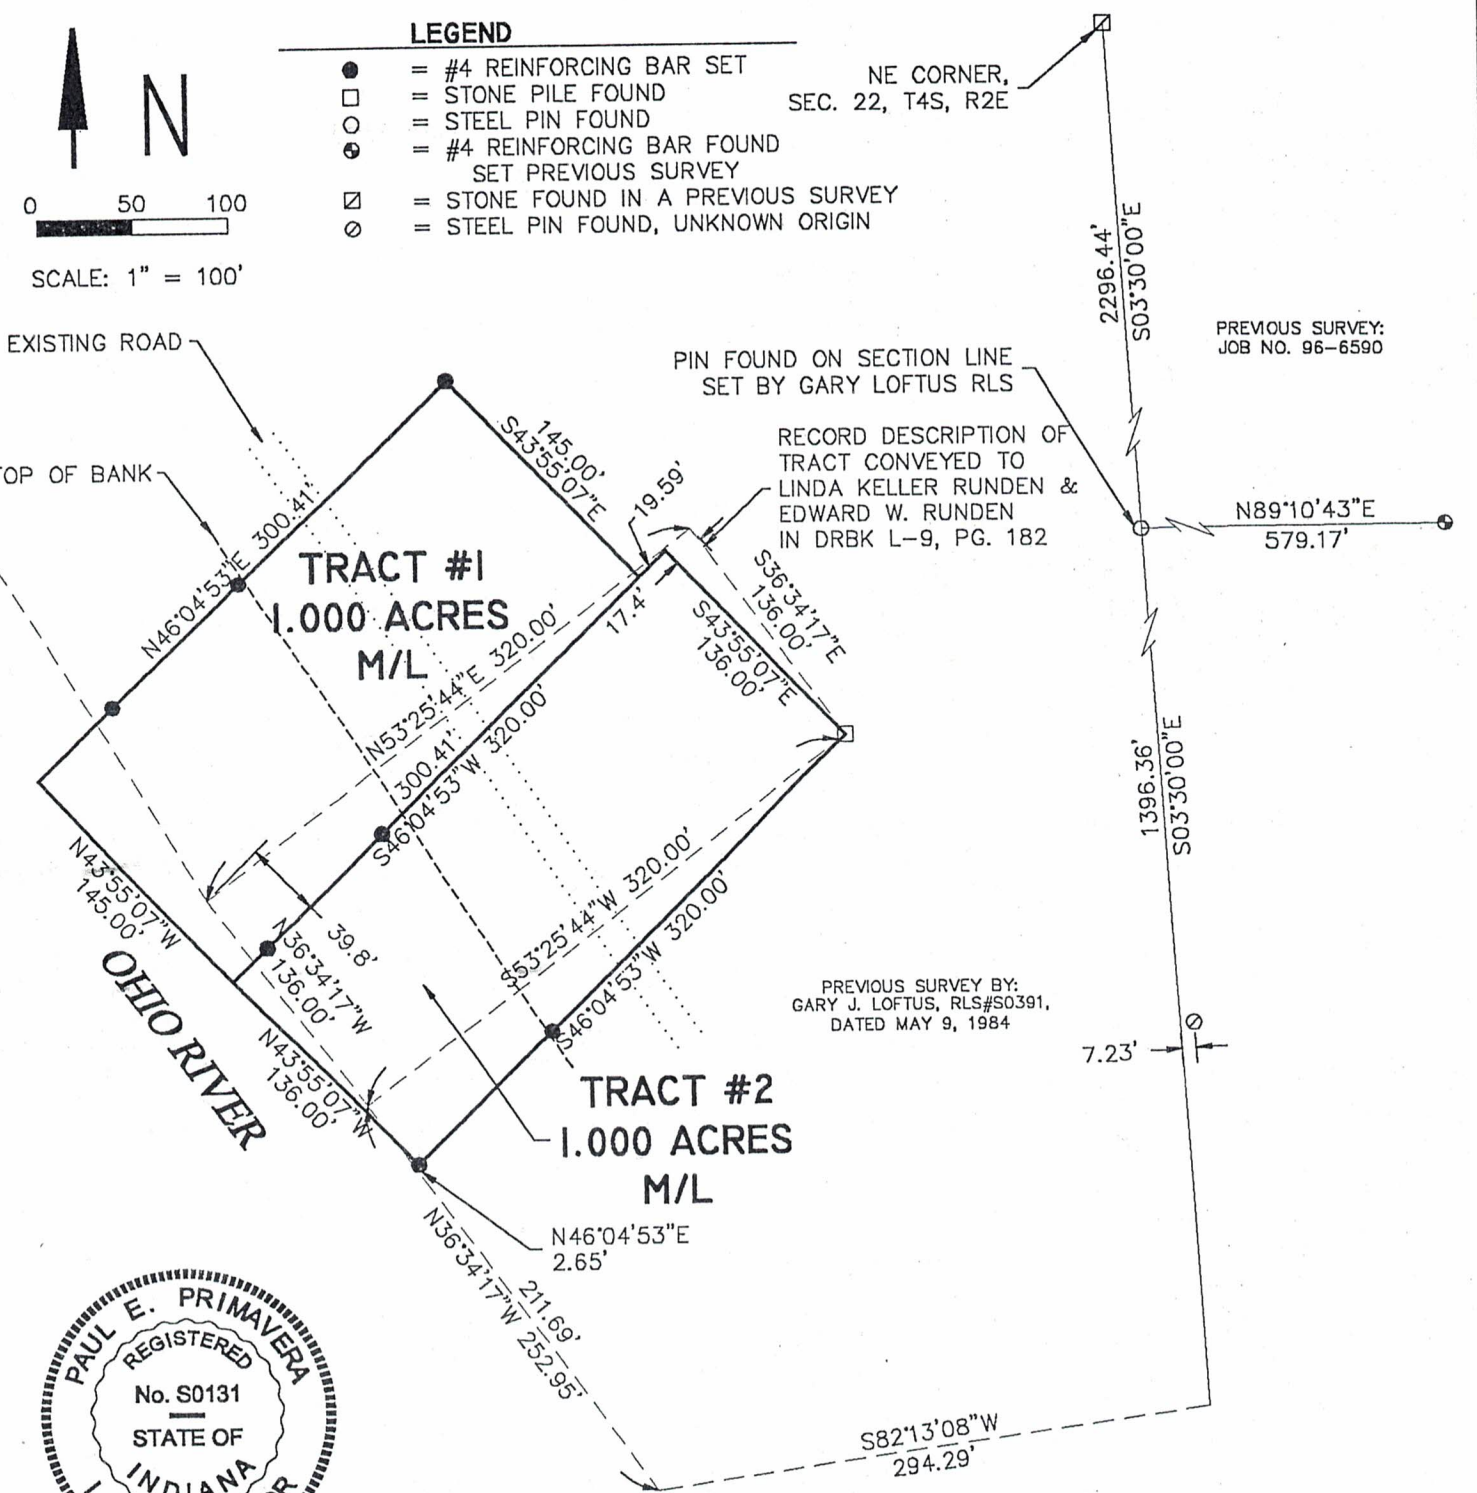 N
0 50 100
SCALE: 1" = 100'
LEGEND
= #4 REINFORCING BAR SET
= STONE PILE FOUND
= STEEL PIN FOUND
= #4 REINFORCING BAR FOUND
SET PREVIOUS SURVEY
= STONE FOUND IN A PREVIOUS SURVEY
= STEEL PIN FOUND, UNKNOWN ORIGIN
NE CORNER,
SEC. 22, T4S, R2E
2296.44'
S03°30'00"E
PREVIOUS SURVEY:
JOB NO. 96-6590
EXISTING ROAD
PIN FOUND ON SECTION LINE
SET BY GARY LOFTUS RLS
RECORD DESCRIPTION OF
TRACT CONVEYED TO
LINDA KELLER RUNDEN &
EDWARD W. RUNDEN
IN DRBK L-9, PG. 182
TOP OF BANK
145.00'
S43°55'07"E
19.59'
N89°10'43"E
579.17'
N46°04'53"E 300.41'
TRACT #1
1.000 ACRES
M/L
17.4'
S36°34'17"E
136.00'
S43°55'07"E
136.00'
N53°25'44"E 320.00'
300.41'
S46°04'53"W 320.00'
1396.36'
S03°30'00"E
N43°55'07"W
145.00'
39.8'
N36°34'17"W
136.00'
S53°25'44"W 320.00'
S46°04'53"W 320.00'
OHIO RIVER
PREVIOUS SURVEY BY:
GARY J. LOFTUS, RLS#S0391,
DATED MAY 9, 1984
7.23'
N43°55'07"W
136.00'
TRACT #2
1.000 ACRES
M/L
N46°04'53"E
2.65'
211.69'
N36°34'17"W 252.95'
S82°13'08"W
294.29'
PAUL E. PRIMAVERA
REGISTERED
No. S0131
STATE OF
INDIANA